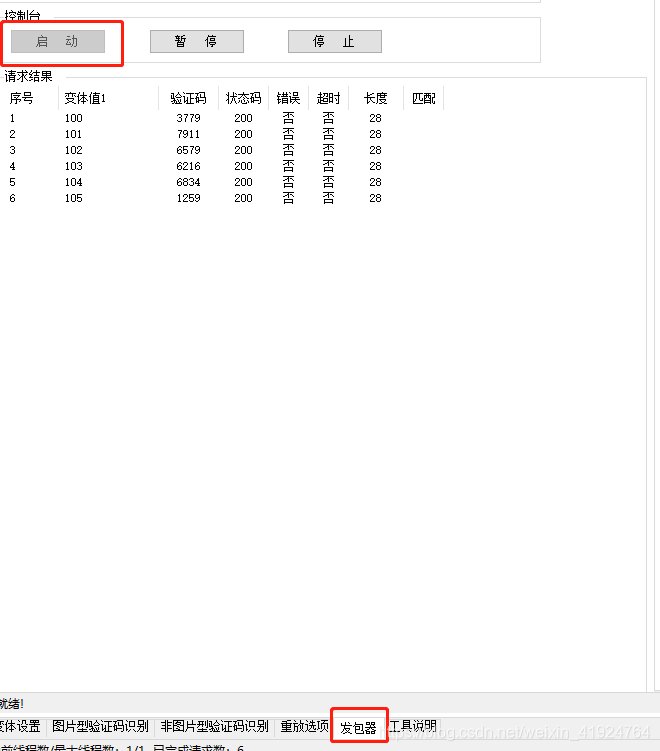 控制台
启 动 暂 停 停 止
请求结果
序号 变体值1 验证码 状态码 错误 超时 长度 匹配
1 100 3779 200 否 否 28
2 101 7911 200 否 否 28
3 102 6579 200 否 否 28
4 103 6216 200 否 否 28
5 104 6834 200 否 否 28
6 105 1259 200 否 否 28
就绪!
变体设置 图片型验证码识别 非图片型验证码识别 重放选项 发包器 工具说明
blog.csdn.net/weixin_41924764
前线程数/最大线程数: 1/1 已完成请求数: 6